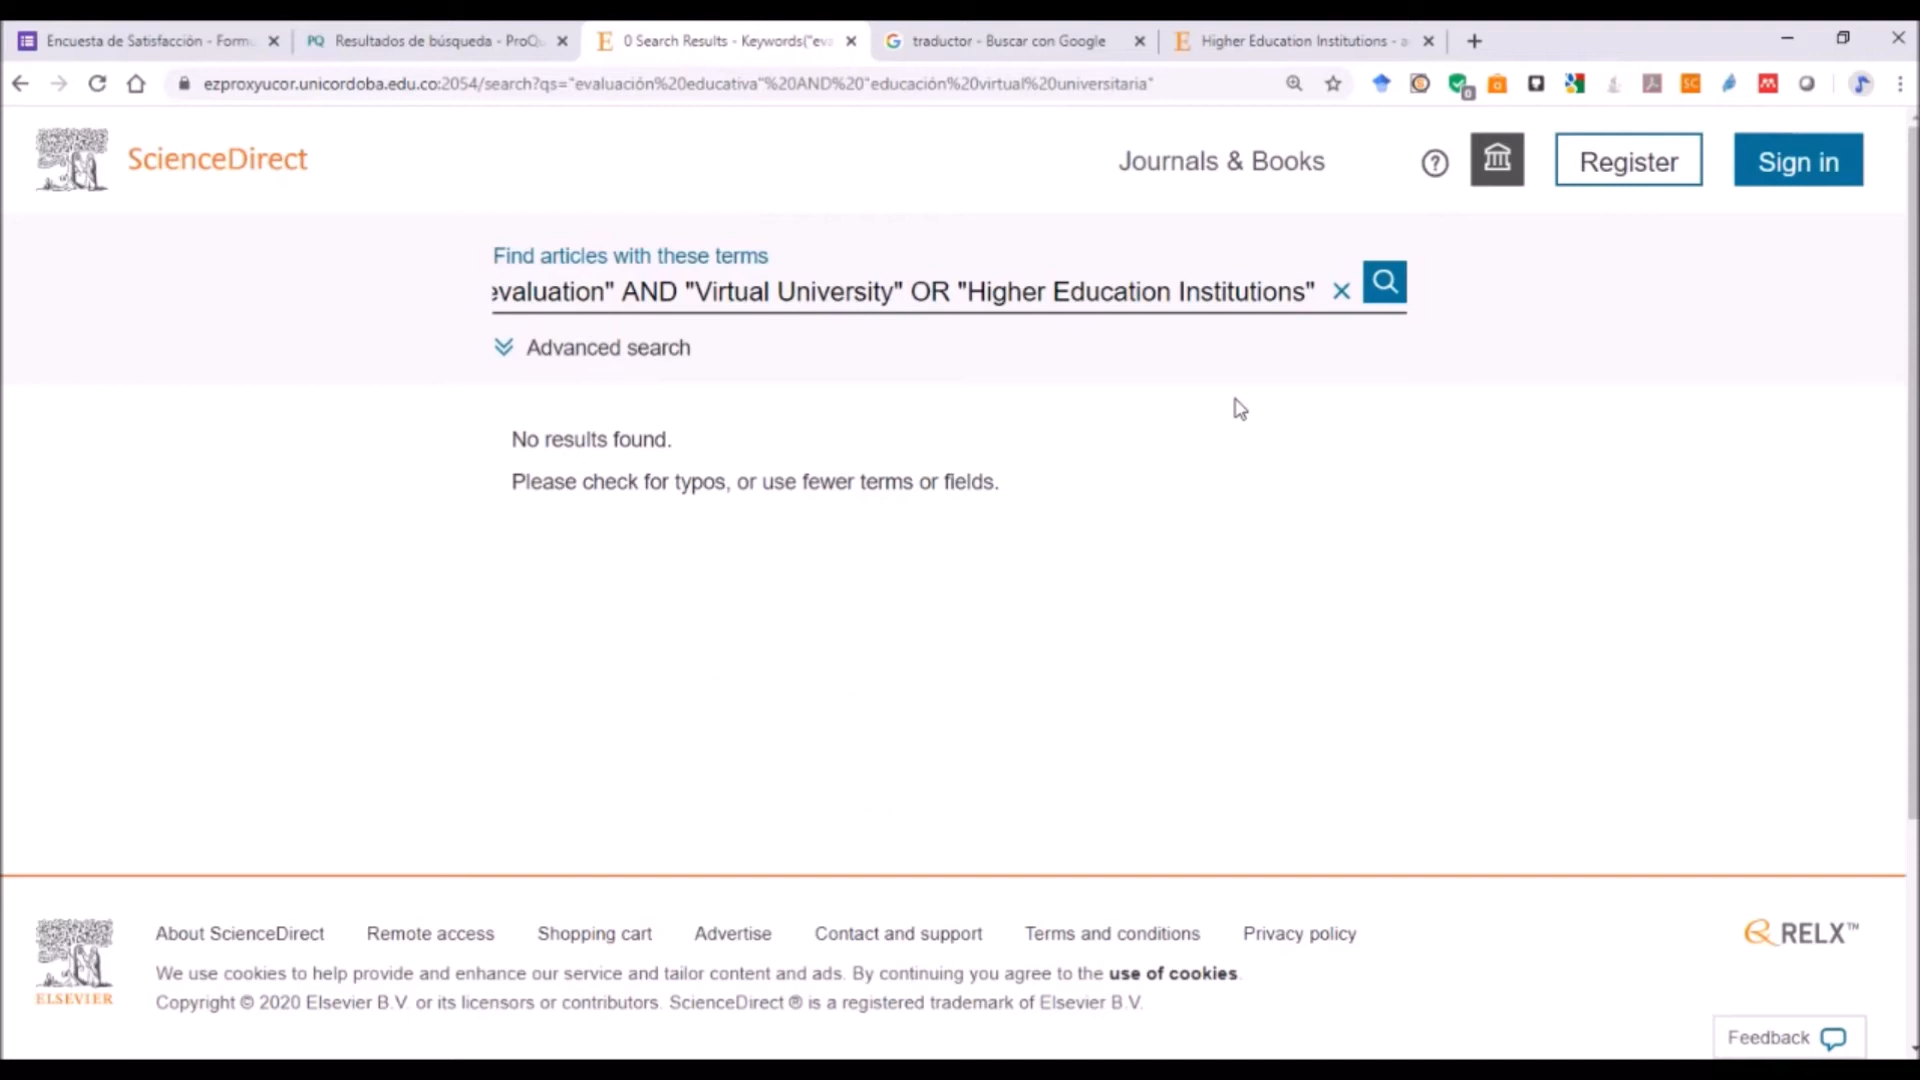 Encuesta de Satisfacción - Form
PQ Resultados de búsqueda - ProQ
0 Search Results - Keywords("eva
traductor - Buscar con Google
Higher Education Institutions - a
ezproxyucor.unicordoba.edu.co:2054/search?qs="evaluación%20educativa"%20AND%20"educación%20virtual%20universitaria"
ScienceDirect
Journals & Books
Register
Sign in
Find articles with these terms
evaluation" AND "Virtual University" OR "Higher Education Institutions"
Advanced search
No results found.
Please check for typos, or use fewer terms or fields.
About ScienceDirect
Remote access
Shopping cart
Advertise
Contact and support
Terms and conditions
Privacy policy
RELX™
We use cookies to help provide and enhance our service and tailor content and ads. By continuing you agree to the use of cookies.
ELSEVIER
Copyright © 2020 Elsevier B.V. or its licensors or contributors. ScienceDirect ® is a registered trademark of Elsevier B.V.
Feedback